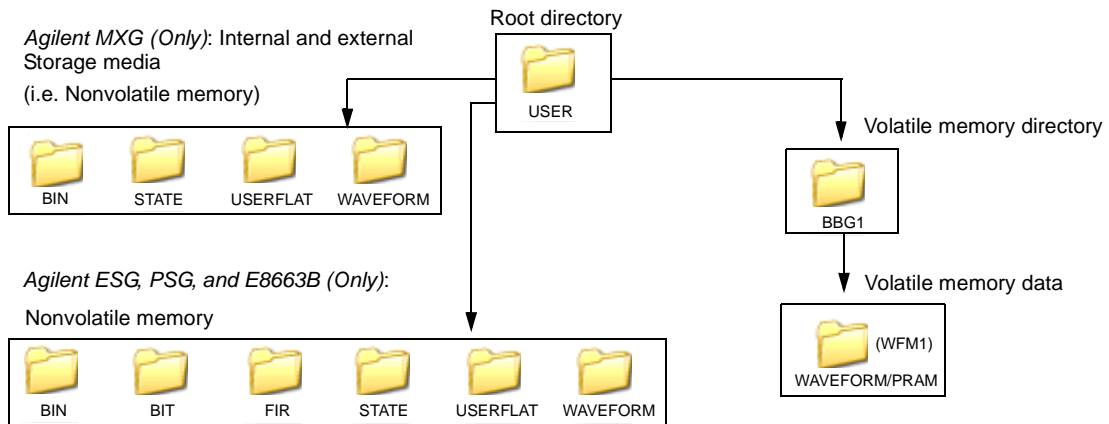 Root directory
USER
Agilent MXG (Only): Internal and external
Storage media
(i.e. Nonvolatile memory)
BIN STATE USERFLAT WAVEFORM
Volatile memory directory
BBG1
Agilent ESG, PSG, and E8663B (Only):
Nonvolatile memory
BIN BIT FIR STATE USERFLAT WAVEFORM
Volatile memory data
(WFM1)
WAVEFORM/PRAM